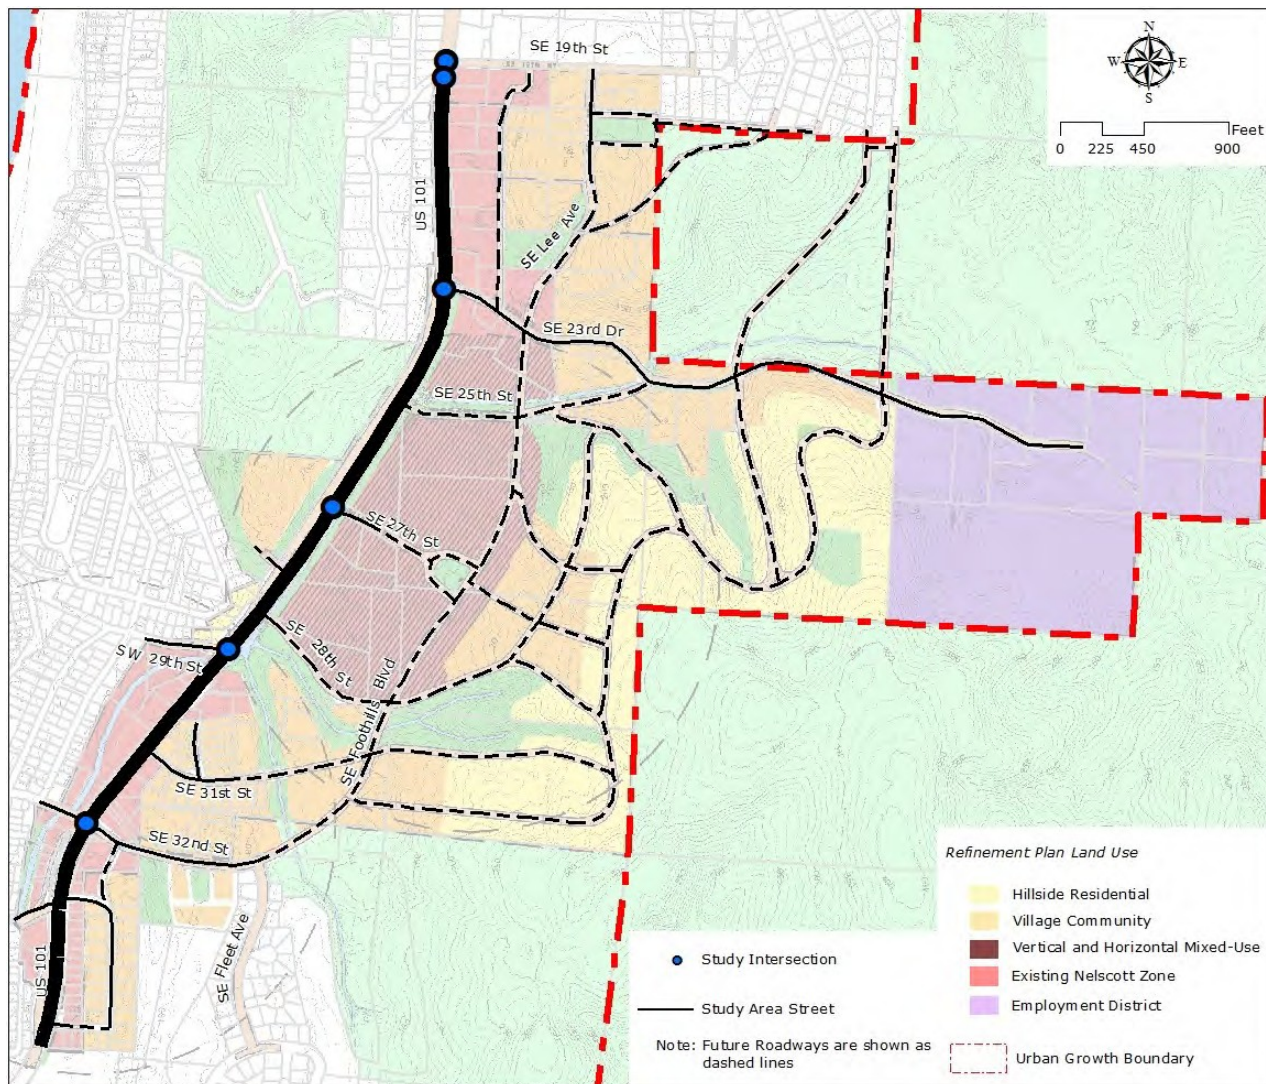 SE 19th St
N
W E
S
Feet
0 225 450 900
US 101
SE Lee Ave
SE 23rd Dr
SE 25th St
SE 27th St
SE 28th St
SW 29th St
SE Foothills Blvd
SE 31st St
SE 32nd St
SE Fleet Ave
US 101
Refinement Plan Land Use
Hillside Residential
Village Community
Vertical and Horizontal Mixed-Use
Existing Nelscott Zone
Employment District
Urban Growth Boundary
Study Intersection
Study Area Street
Note: Future Roadways are shown as
dashed lines